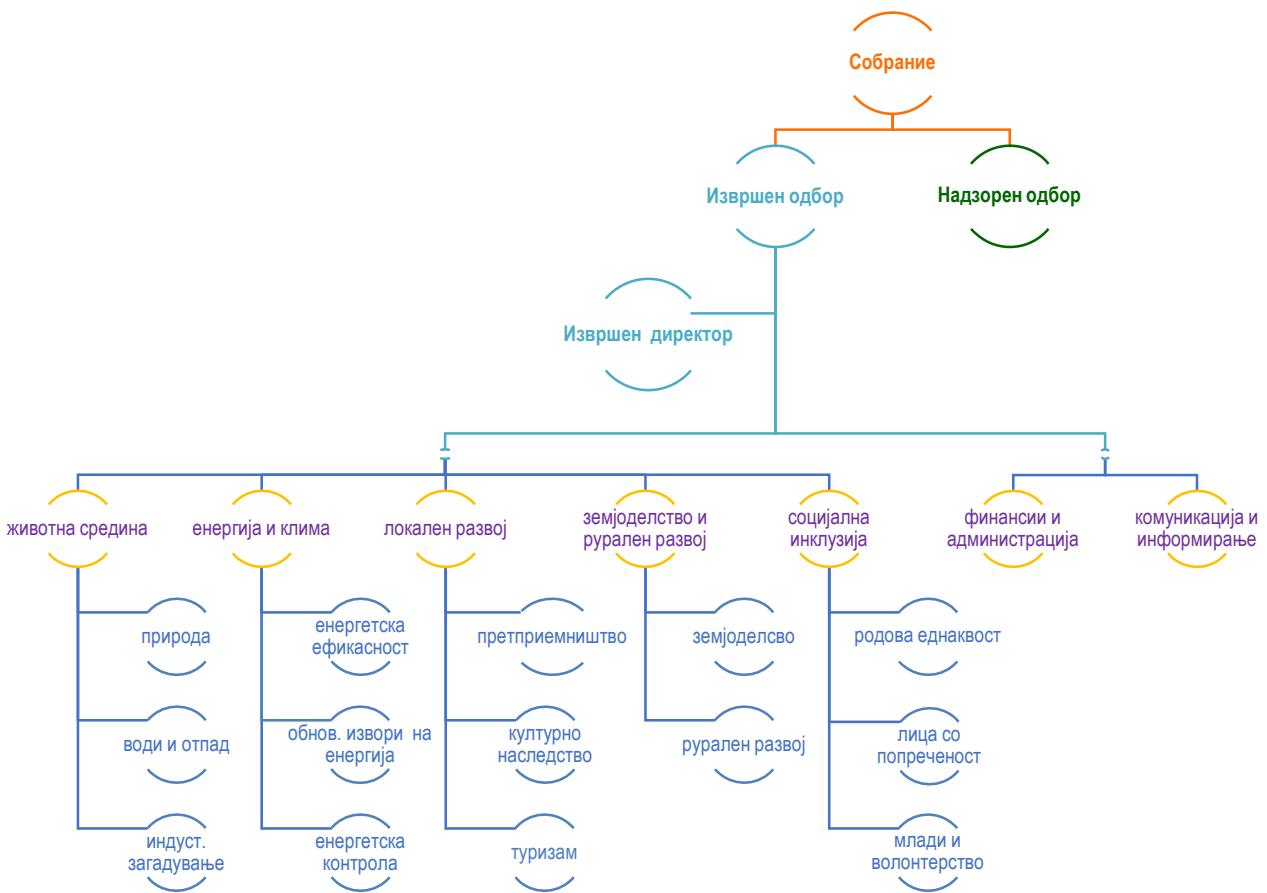 Собрание
Извршен одбор
Надзорен одбор
Извршен  директор
животна средина
енергија и клима
локален развој
земјоделство и
рурален развој
социјална
инклузија
финансии и
администрација
комуникација и
информирање
природа
енергетска
ефикасност
претприемништво
земјоделсво
родова еднаквост
води и отпад
обнов. извори  на
енергија
културно
наследство
рурален развој
лица со
попреченост
индуст.
загадување
енергетска
контрола
туризам
млади и
волонтерство